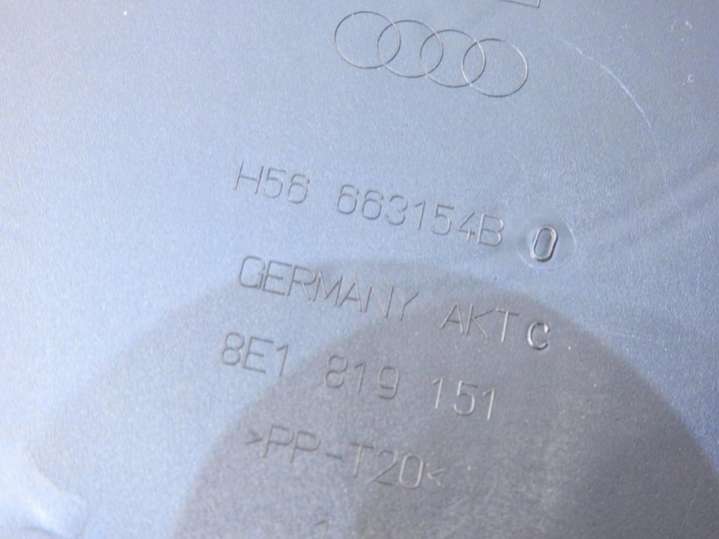 H56 663154B 0
GERMANY AKT C
8E1 819 151
>PP-T20<